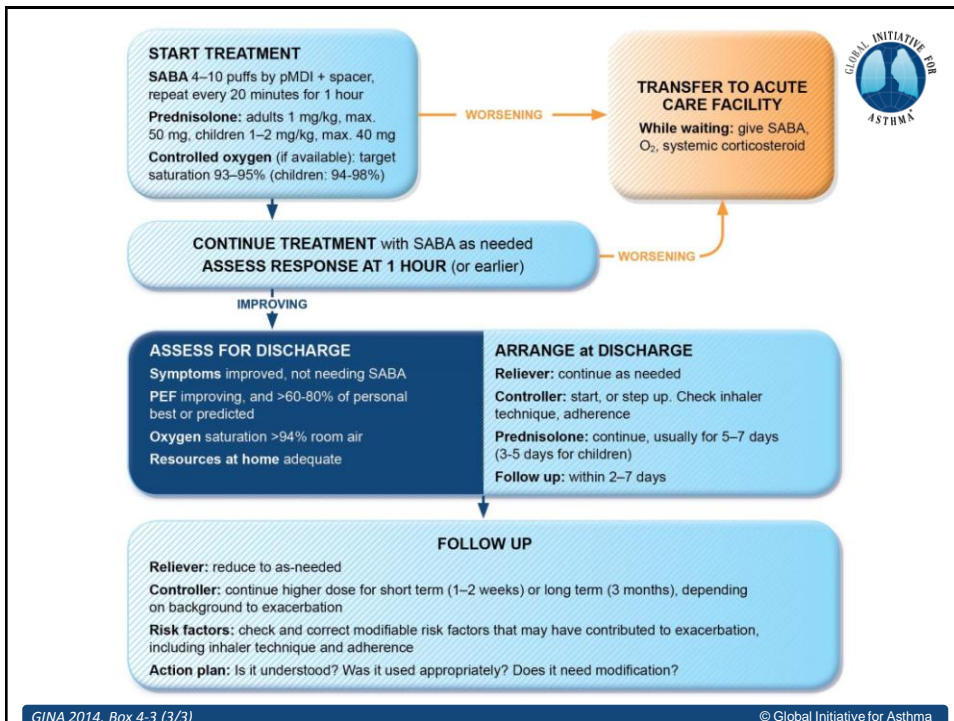 START TREATMENT
SABA 4–10 puffs by pMDI + spacer,
repeat every 20 minutes for 1 hour
Prednisolone: adults 1 mg/kg, max.
50 mg, children 1–2 mg/kg, max. 40 mg
Controlled oxygen (if available): target
saturation 93–95% (children: 94-98%)
WORSENING
TRANSFER TO ACUTE
CARE FACILITY
While waiting: give SABA,
O₂, systemic corticosteroid
GLOBAL INITIATIVE FOR
ASTHMA
CONTINUE TREATMENT with SABA as needed
ASSESS RESPONSE AT 1 HOUR (or earlier)
WORSENING
IMPROVING
ASSESS FOR DISCHARGE
Symptoms improved, not needing SABA
PEF improving, and >60-80% of personal
best or predicted
Oxygen saturation >94% room air
Resources at home adequate
ARRANGE at DISCHARGE
Reliever: continue as needed
Controller: start, or step up. Check inhaler
technique, adherence
Prednisolone: continue, usually for 5–7 days
(3-5 days for children)
Follow up: within 2–7 days
FOLLOW UP
Reliever: reduce to as-needed
Controller: continue higher dose for short term (1–2 weeks) or long term (3 months), depending
on background to exacerbation
Risk factors: check and correct modifiable risk factors that may have contributed to exacerbation,
including inhaler technique and adherence
Action plan: Is it understood? Was it used appropriately? Does it need modification?
GINA 2014, Box 4-3 (3/3)
© Global Initiative for Asthma